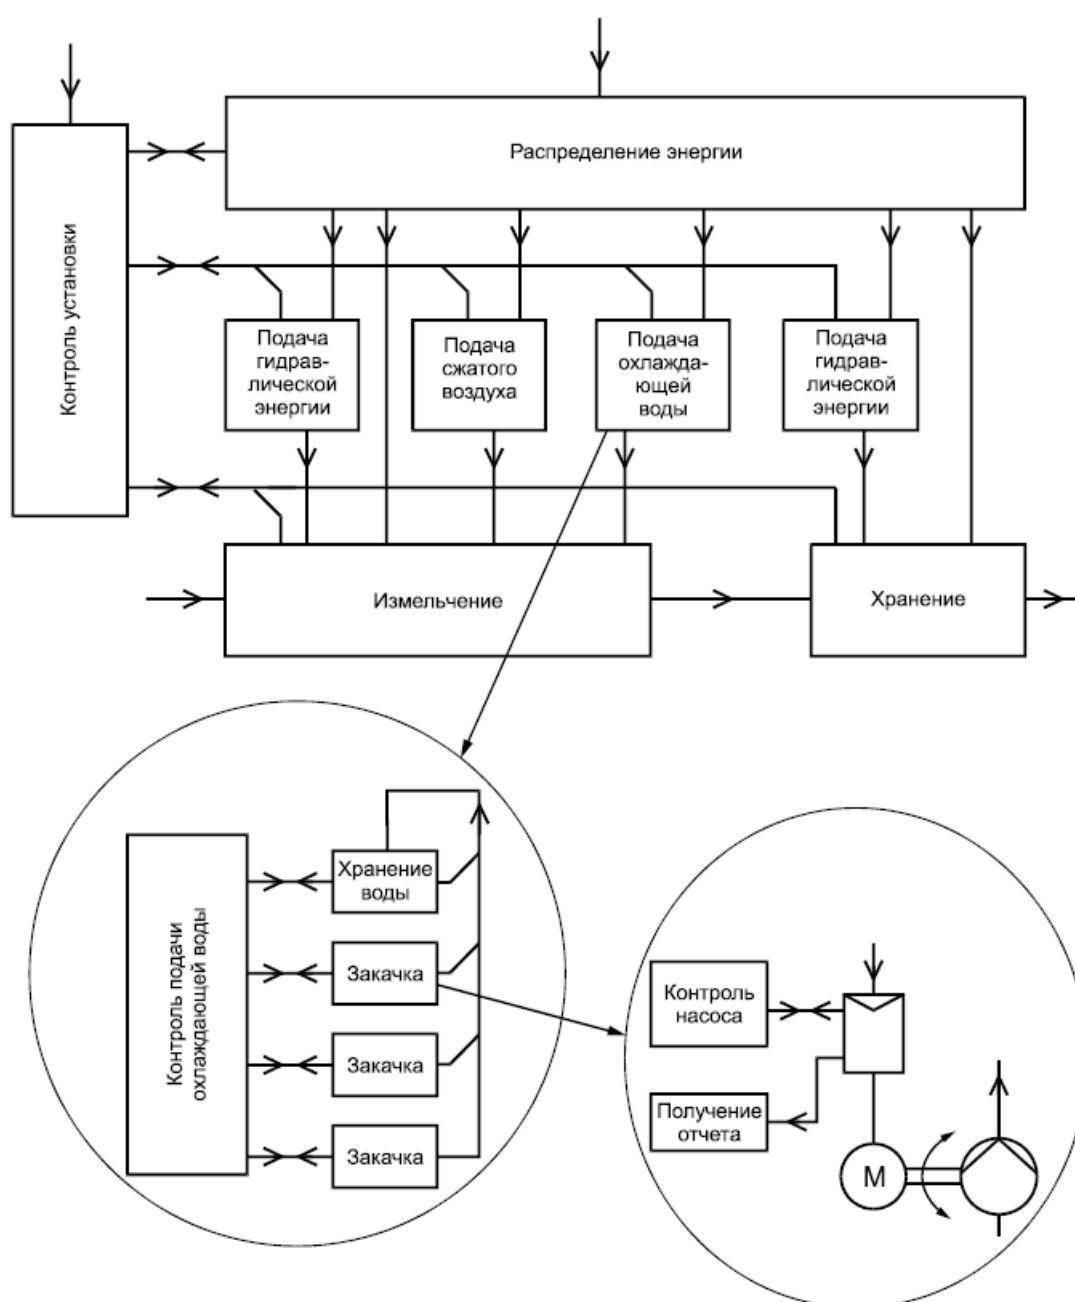 Распределение энергии
Контроль установки
Подача
гидрав-
лической
энергии
Подача
сжатого
воздуха
Подача
охлажда-
ющей
воды
Подача
гидрав-
лической
энергии
Измельчение
Хранение
Контроль подачи
охлаждающей воды
Хранение
воды
Закачка
Закачка
Закачка
Контроль
насоса
Получение
отчета
М